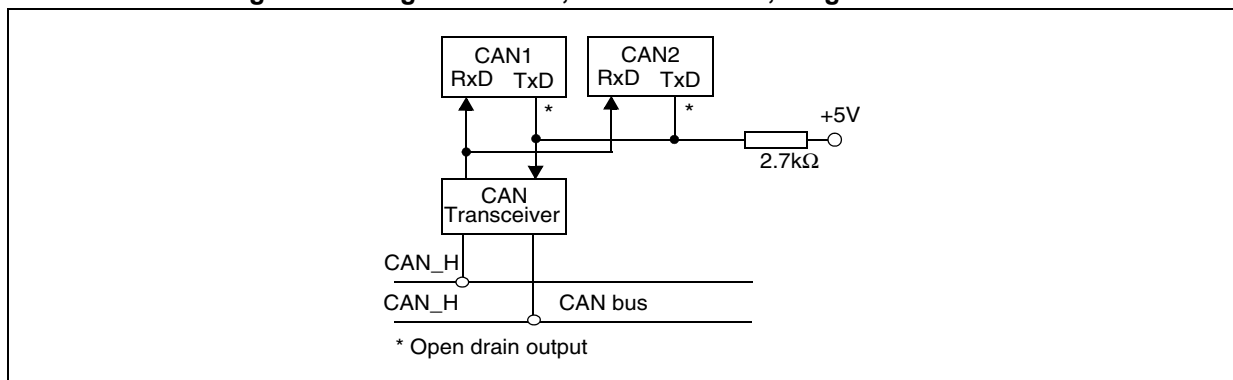 CAN1
RxD TxD
*
CAN2
RxD TxD
*
+5V
2.7kΩ
CAN
Transceiver
CAN_H
CAN_H
CAN bus
* Open drain output